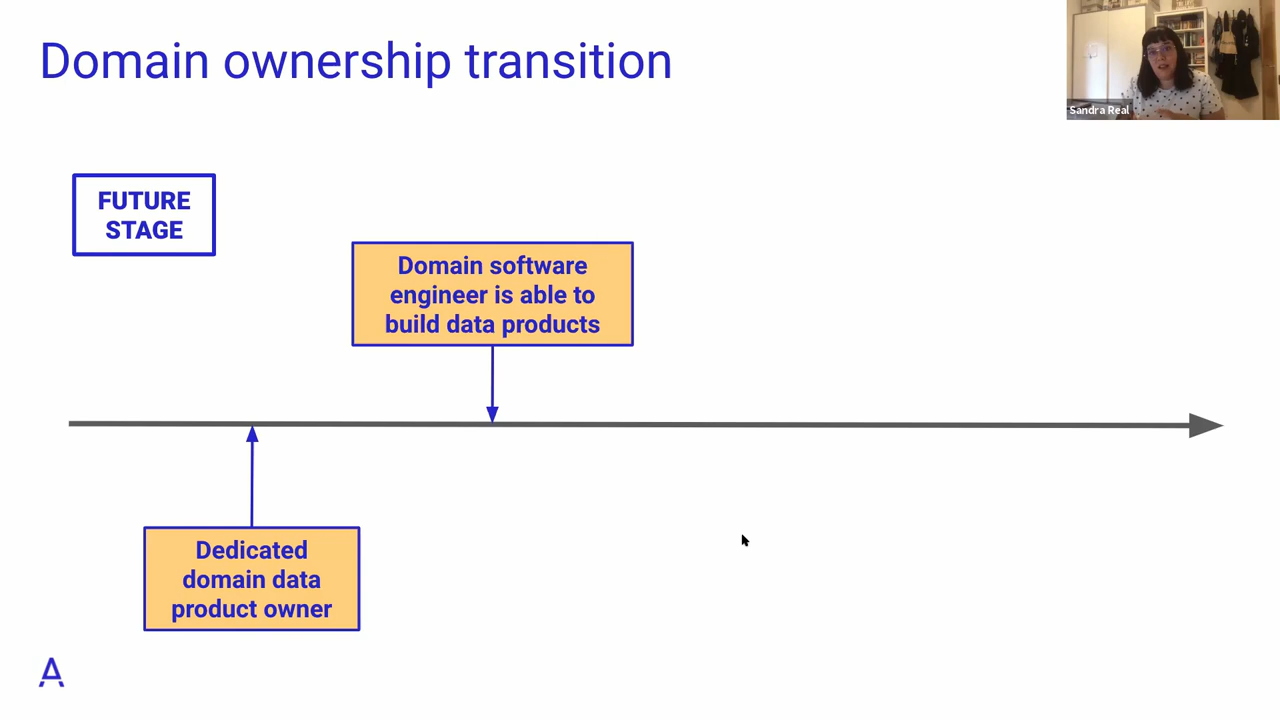 Domain ownership transition
Sandra Real
FUTURE
STAGE
Domain software
engineer is able to
build data products
Dedicated
domain data
product owner